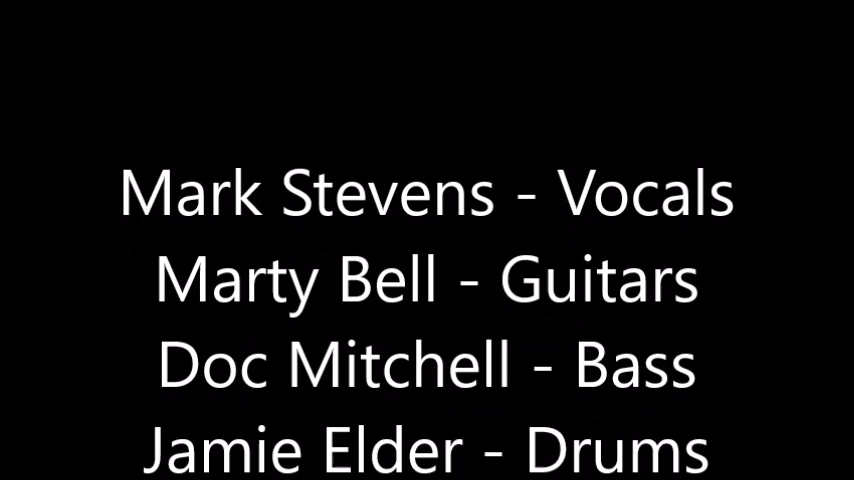 Mark Stevens - Vocals
Marty Bell - Guitars
Doc Mitchell - Bass
Jamie Elder - Drums